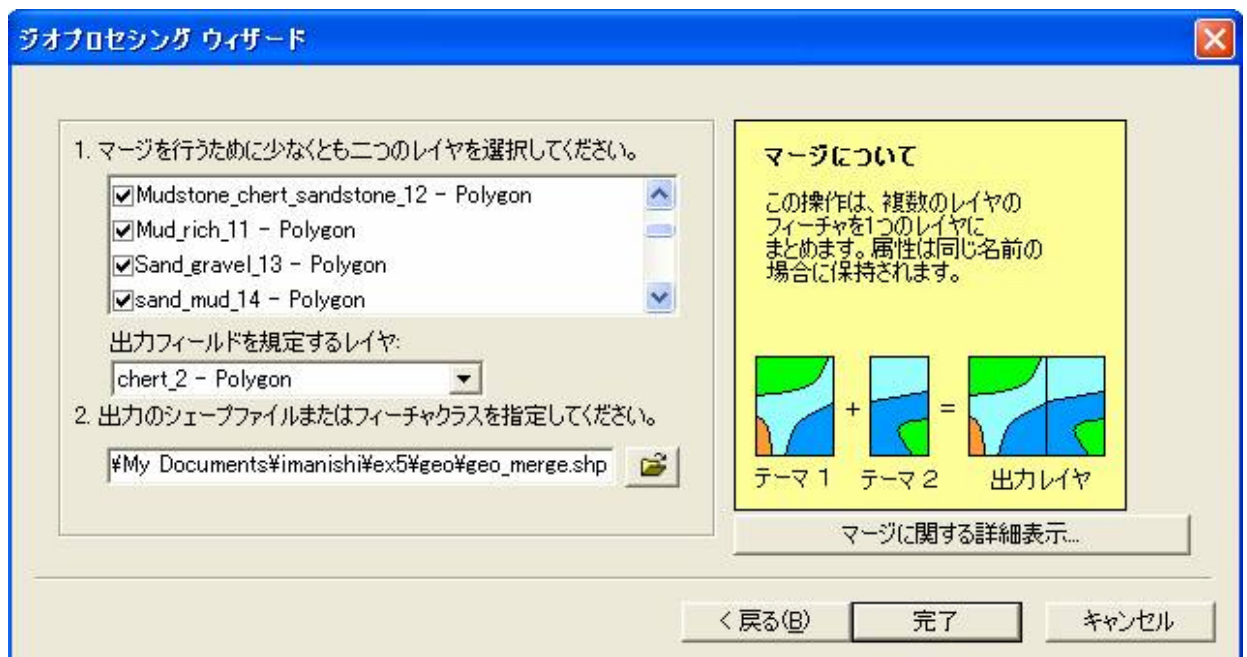 ジオプロセシング ウィザード
1. マージを行うために少なくとも二つのレイヤを選択してください。
Mudstone_chert_sandstone_12 - Polygon
Mud_rich_11 - Polygon
Sand_gravel_13 - Polygon
sand_mud_14 - Polygon
出力フィールドを規定するレイヤ:
chert_2 - Polygon
2. 出力のシェープファイルまたはフィーチャクラスを指定してください。
¥My Documents¥imanishi¥ex5¥geo¥geo_merge.shp
マージについて
この操作は、複数のレイヤの
フィーチャを1つのレイヤに
まとめます。属性は同じ名前の
場合に保持されます。
+ =
テーマ 1 テーマ 2 出力レイヤ
マージに関する詳細表示...
< 戻る(B) 完了 キャンセル